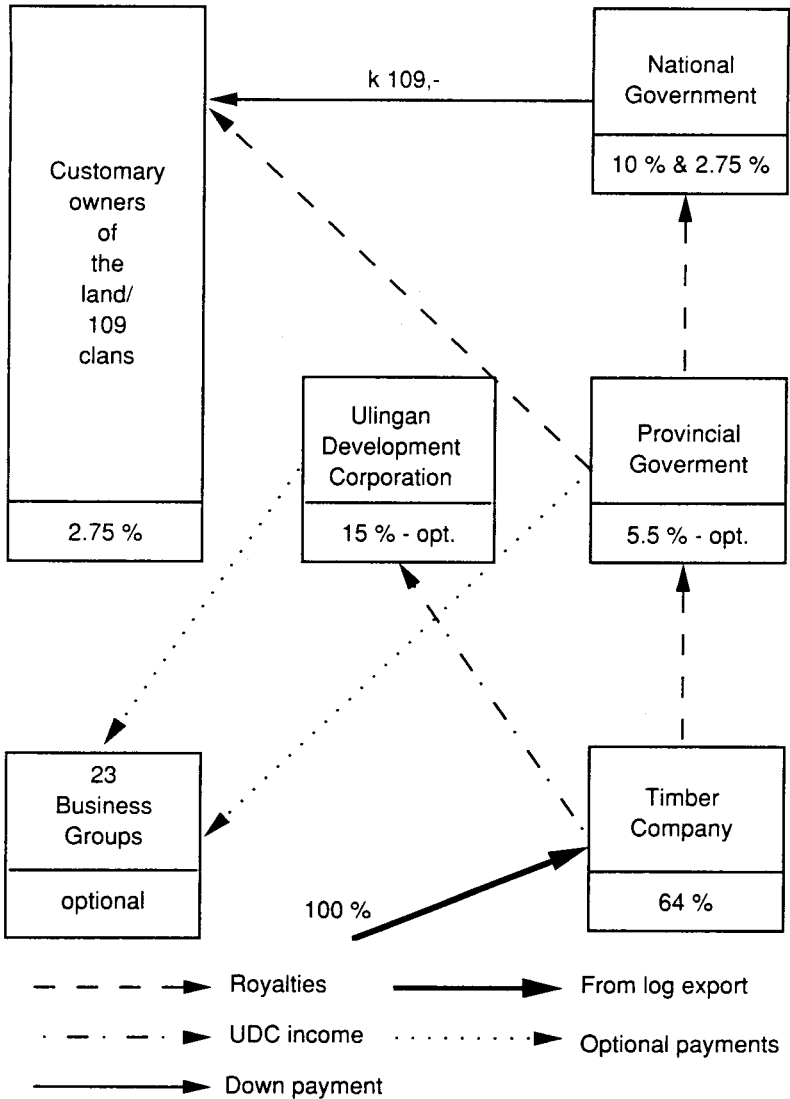 k 109,-
National
Government
10 % & 2.75 %
Customary
owners
of
the
land/
109
clans
2.75 %
Ulingan
Development
Corporation
15 % - opt.
Provincial
Goverment
5.5 % - opt.
23
Business
Groups
optional
Timber
Company
64 %
100 %
Royalties
From log export
UDC income
Optional payments
Down payment